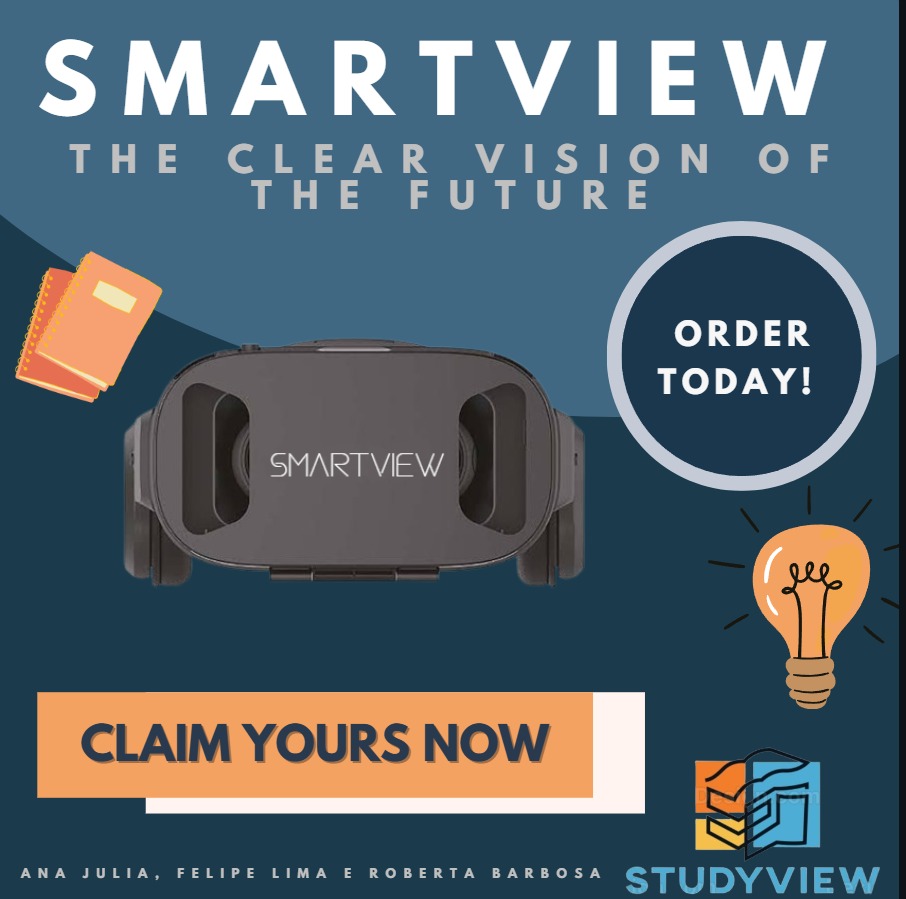 SMARTVIEW
THE CLEAR VISION OF
THE FUTURE
ORDER
TODAY!
SMARTVIEW
CLAIM YOURS NOW
ANA JULIA, FELIPE LIMA E ROBERTA BARBOSA
STUDYVIEW